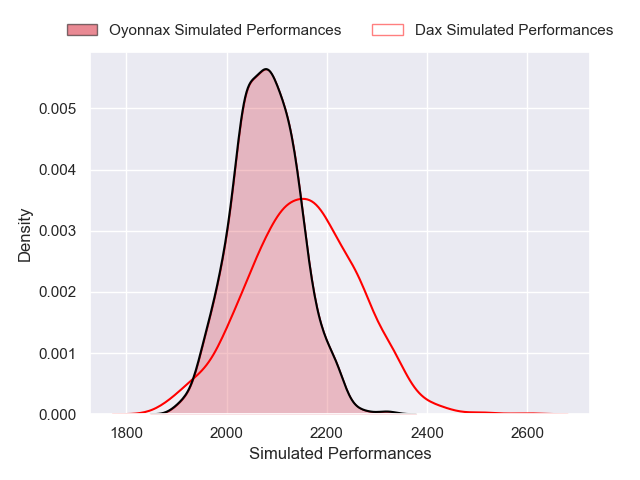 Oyonnax Simulated Performances Dax Simulated Performances
0.005
0.004
0.003
0.002
0.001
0.000
Density
1800 2000 2200 2400 2600
Simulated Performances